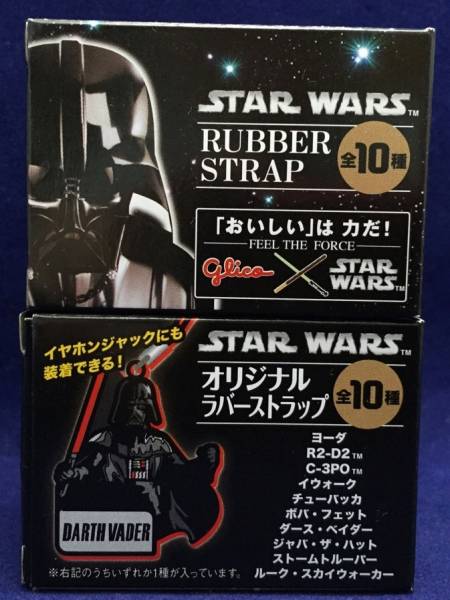 STAR WARS™
RUBBER
STRAP
全10種
「おいしい」は 力だ！
FEEL THE FORCE
glico
STAR
WARS™
イヤホンジャックにも
装着できる！
STAR WARS™
オリジナル
ラバーストラップ
全10種
ヨーダ
R2-D2™
C-3PO™
イウォーク
チューバッカ
ボバ・フェット
ダース・ベイダー
ジャバ・ザ・ハット
ストームトルーパー
ルーク・スカイウォーカー
DARTH VADER
※右記のうちいずれか1種が入っています。